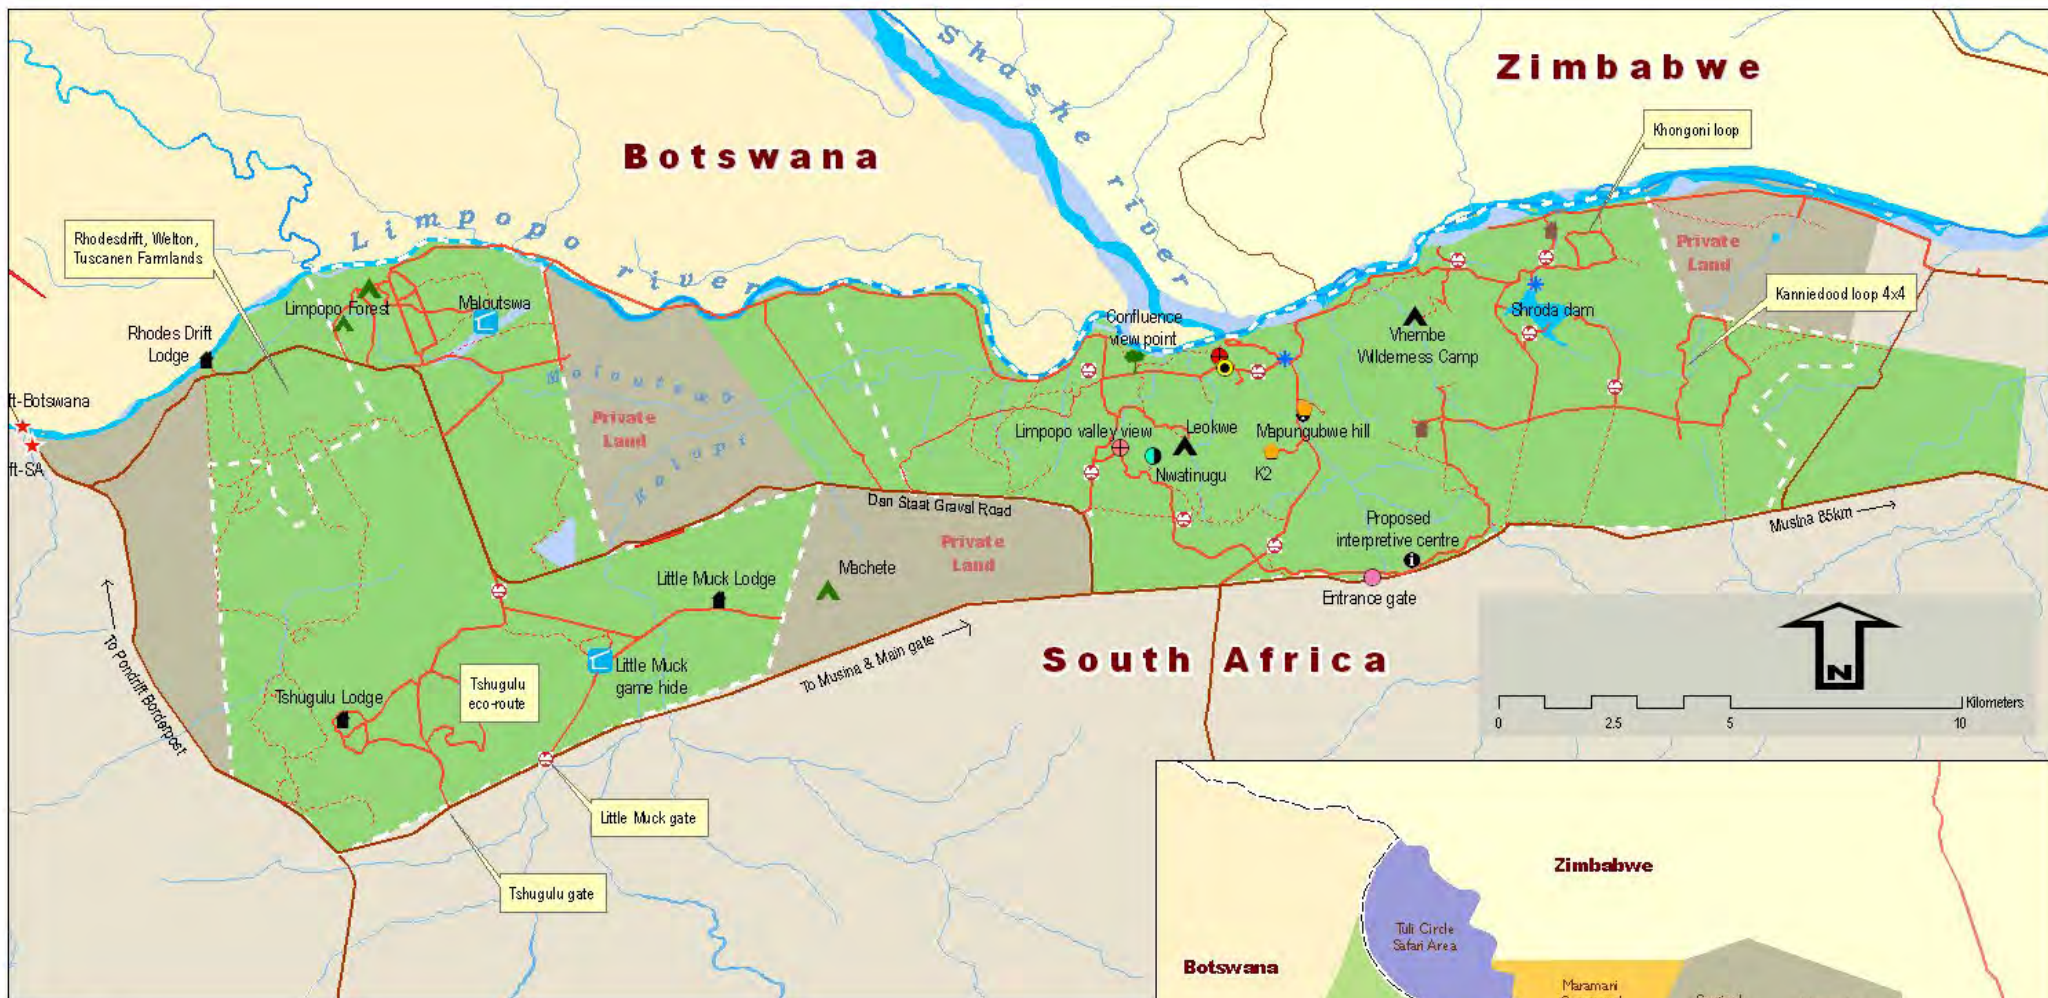 Zimbabwe
Shashe river
Khongoni loop
Botswana
Limpopo river
Rhodesdrift, Welton,
Tuscanen Farmlands
Private
Land
Kanniedood loop 4x4
Limpopo Forest
Maloutswa
Confluence
view point
Shroda dam
Rhodes Drift
Lodge
Vhembe
Wilderness Camp
Maloutswa
ft-Botswana
Private
Land
Kolupi
Limpopo valley view
Leokwe
Mapungubwe hill
ft-SA
Nwatinugu
K2
Den Staat Gravel Road
Proposed
interpretive centre
Musina 85km
Private
Land
Machete
Little Muck Lodge
Entrance gate
To Pondrift Borderpost
To Musina & Main gate
South Africa
Little Muck
game hide
Tshugulu
eco-route
Tshugulu Lodge
N
Kilometers
0
2.5
5
10
Little Muck gate
Tshugulu gate
Zimbabwe
Tuli Circle
Safari Area
Botswana
Maramani